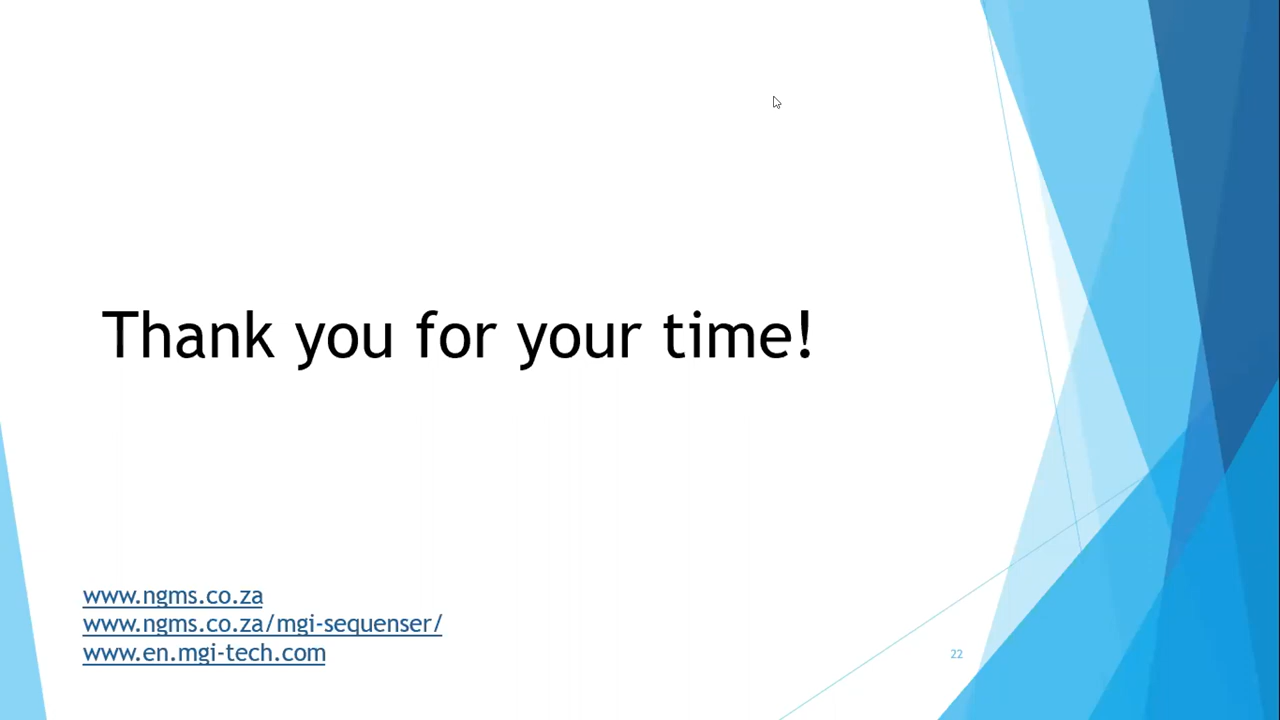 Thank you for your time!
www.ngms.co.za
www.ngms.co.za/mgi-sequenser/
www.en.mgi-tech.com
22